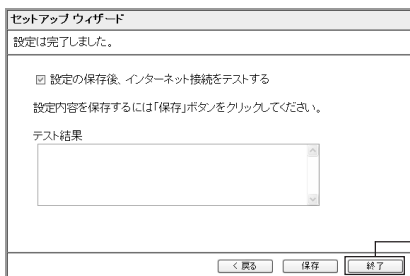 セットアップ ウィザード
設定は完了しました。
設定の保存後、インターネット接続をテストする
設定内容を保存するには「保存」ボタンをクリックしてください。
テスト結果
< 戻る 保存 終了